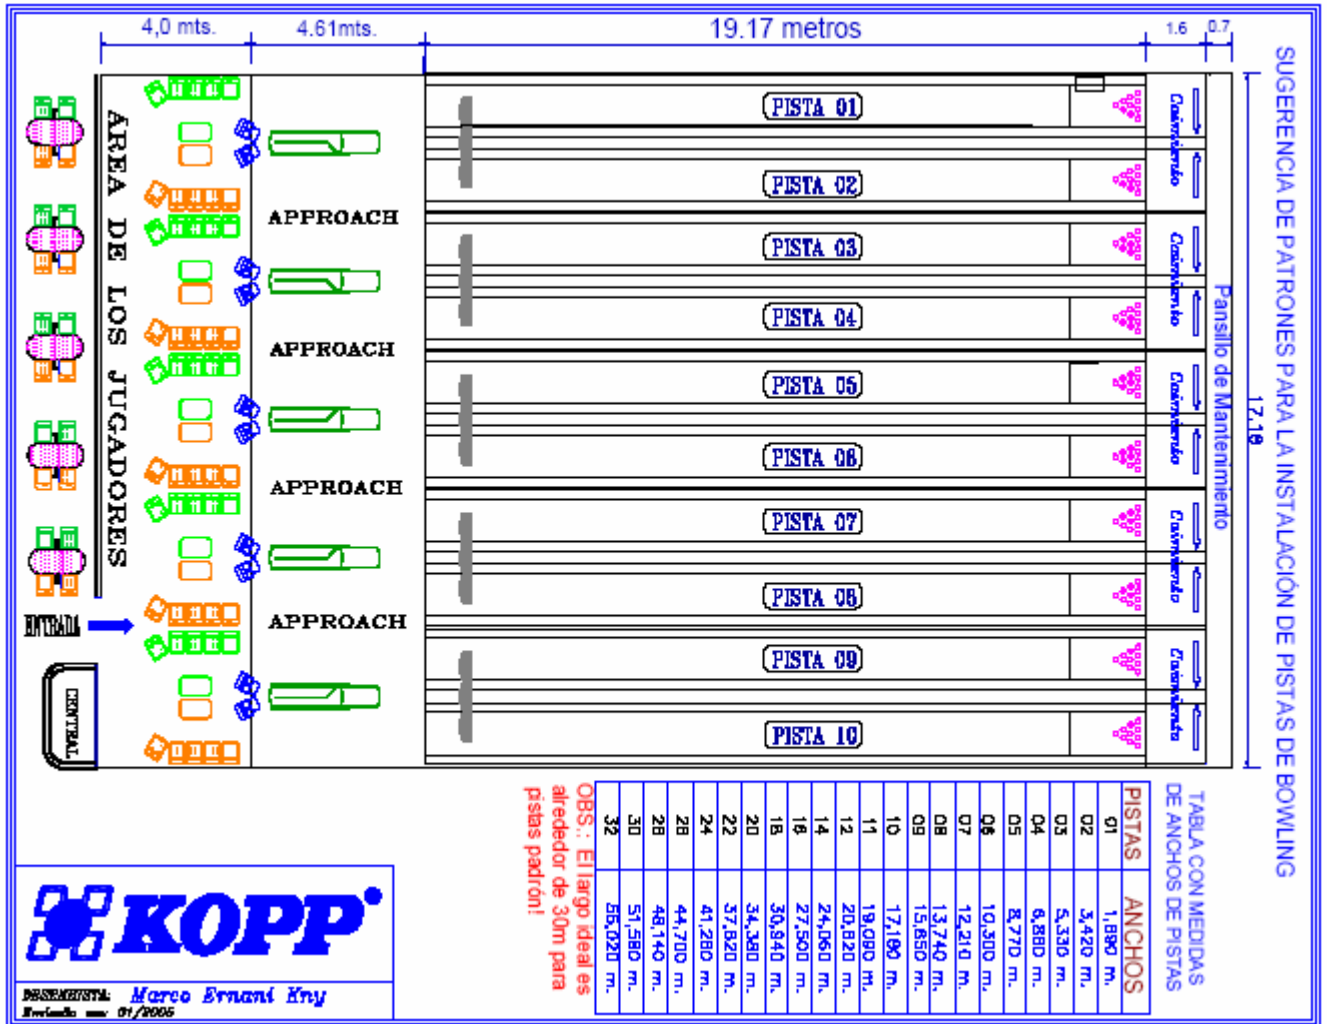 4,0 mts.
4.61mts.
19.17 metros
1.6
0.7
SUGERENCIA DE PATRONES PARA LA INSTALACIÓN DE PISTAS DE BOWLING
ÁREA DE LOS JUGADORES
APPROACH
APPROACH
APPROACH
APPROACH
PISTA 01
PISTA 02
PISTA 03
PISTA 04
PISTA 05
PISTA 06
PISTA 07
PISTA 08
PISTA 09
PISTA 10
Pansillo de Mantenimiento
17.18
ENTRADA
CENTRAL
TABLA CON MEDIDAS
DE ANCHOS DE PISTAS
PISTAS ANCHOS
01 1,890 m.
02 3,420 m.
03 5,330 m.
04 6,880 m.
05 8,770 m.
06 10,300 m.
07 12,210 m.
08 13,740 m.
09 15,650 m.
10 17,180 m.
11 19,090 m.
12 20,620 m.
14 24,060 m.
16 27,500 m.
18 30,940 m.
20 34,380 m.
22 37,820 m.
24 41,260 m.
44,700 m.
28 48,140 m.
30 51,580 m.
32 55,020 m.
OBS.: El largo ideal es
alrededor de 30m para
pistas padrón!
KOPP
DESENHISTA: Marco Ernani Kny
01/2005